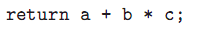 return a + b * c;